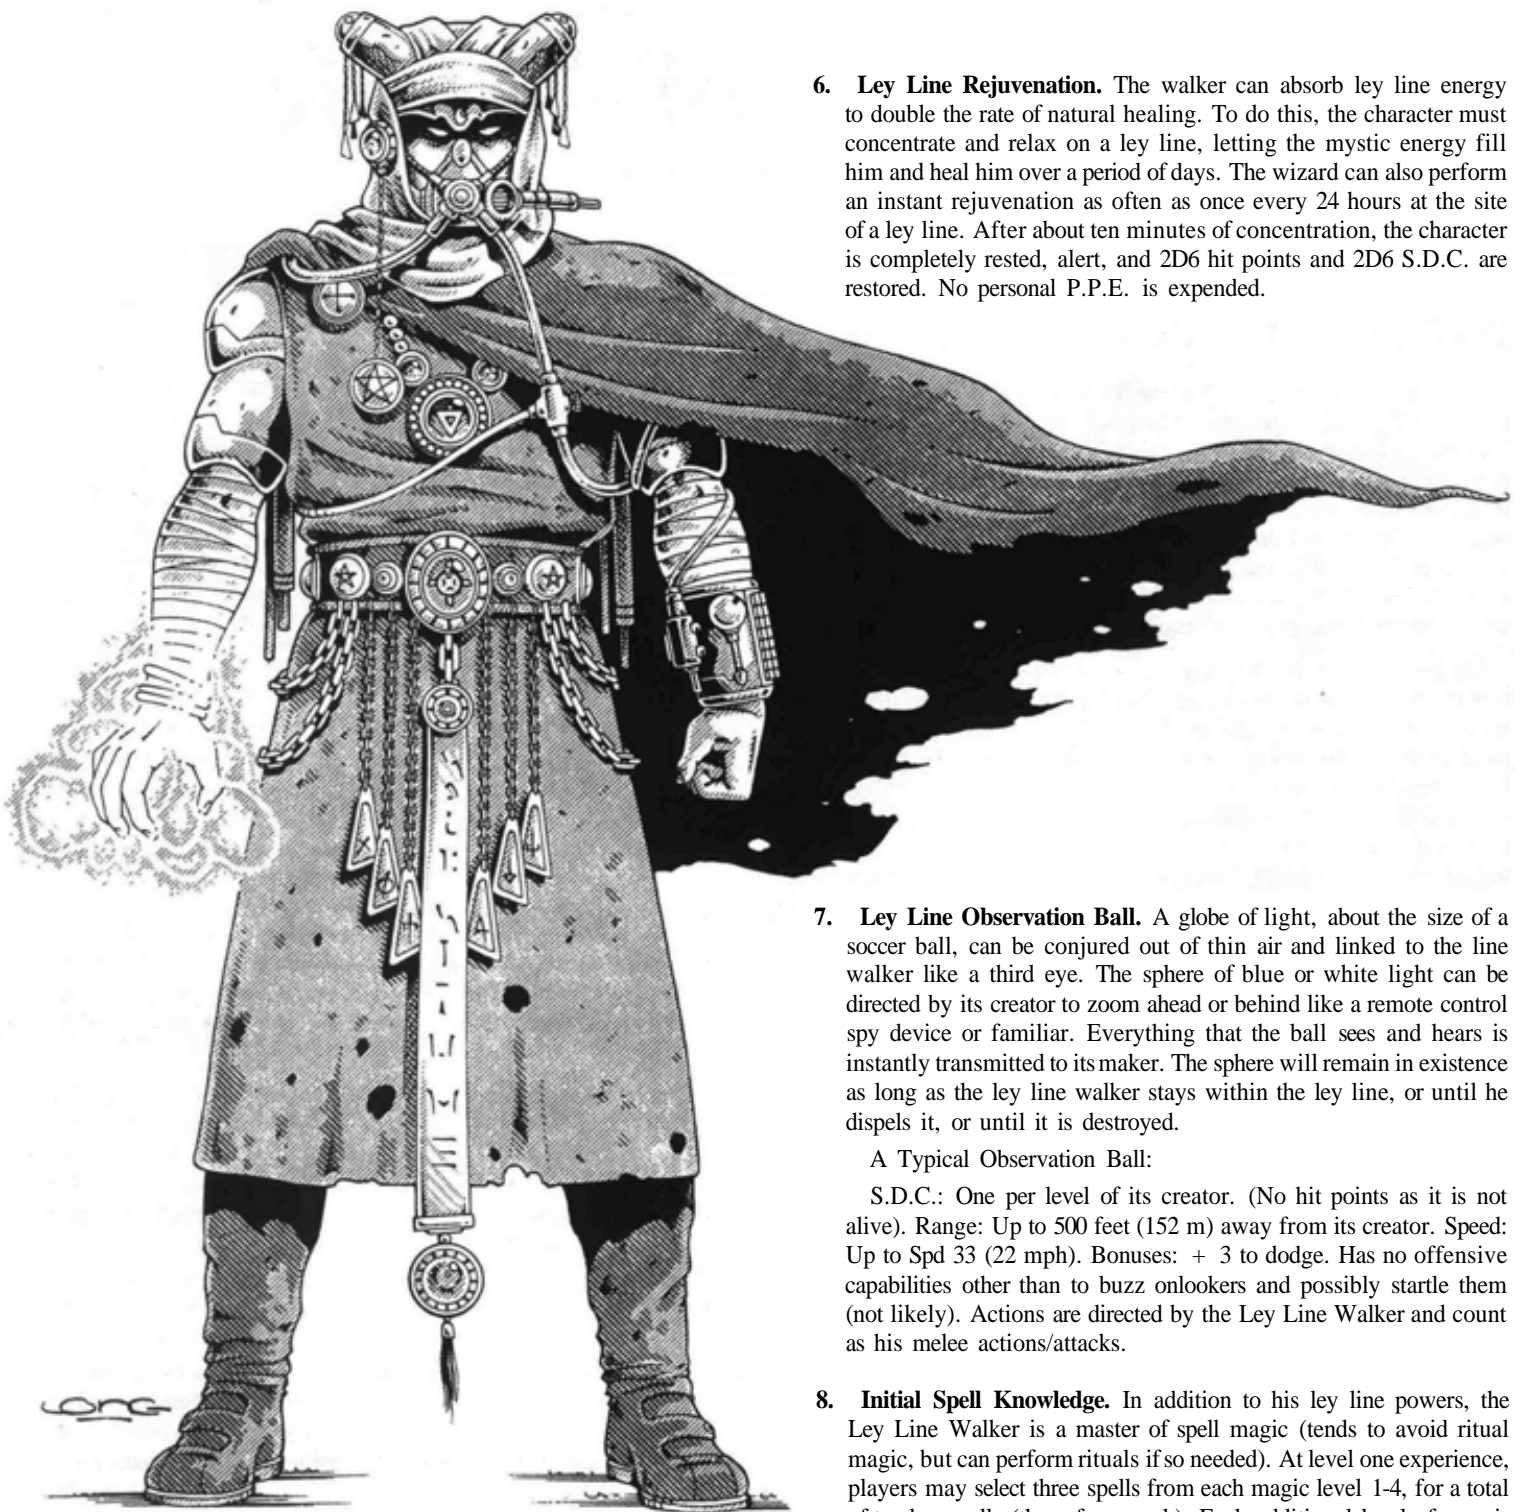 6. Ley Line Rejuvenation. The walker can absorb ley line energy
to double the rate of natural healing. To do this, the character must
concentrate and relax on a ley line, letting the mystic energy fill
him and heal him over a period of days. The wizard can also perform
an instant rejuvenation as often as once every 24 hours at the site
of a ley line. After about ten minutes of concentration, the character
is completely rested, alert, and 2D6 hit points and 2D6 S.D.C. are
restored. No personal P.P.E. is expended.
7. Ley Line Observation Ball. A globe of light, about the size of a
soccer ball, can be conjured out of thin air and linked to the line
walker like a third eye. The sphere of blue or white light can be
directed by its creator to zoom ahead or behind like a remote control
spy device or familiar. Everything that the ball sees and hears is
instantly transmitted to its maker. The sphere will remain in existence
as long as the ley line walker stays within the ley line, or until he
dispels it, or until it is destroyed.
A Typical Observation Ball:
S.D.C.: One per level of its creator. (No hit points as it is not
alive). Range: Up to 500 feet (152 m) away from its creator. Speed:
Up to Spd 33 (22 mph). Bonuses: + 3 to dodge. Has no offensive
capabilities other than to buzz onlookers and possibly startle them
(not likely). Actions are directed by the Ley Line Walker and count
as his melee actions/attacks.
LONG
8. Initial Spell Knowledge. In addition to his ley line powers, the
Ley Line Walker is a master of spell magic (tends to avoid ritual
magic, but can perform rituals if so needed). At level one experience,
players may select three spells from each magic level 1-4, for a total